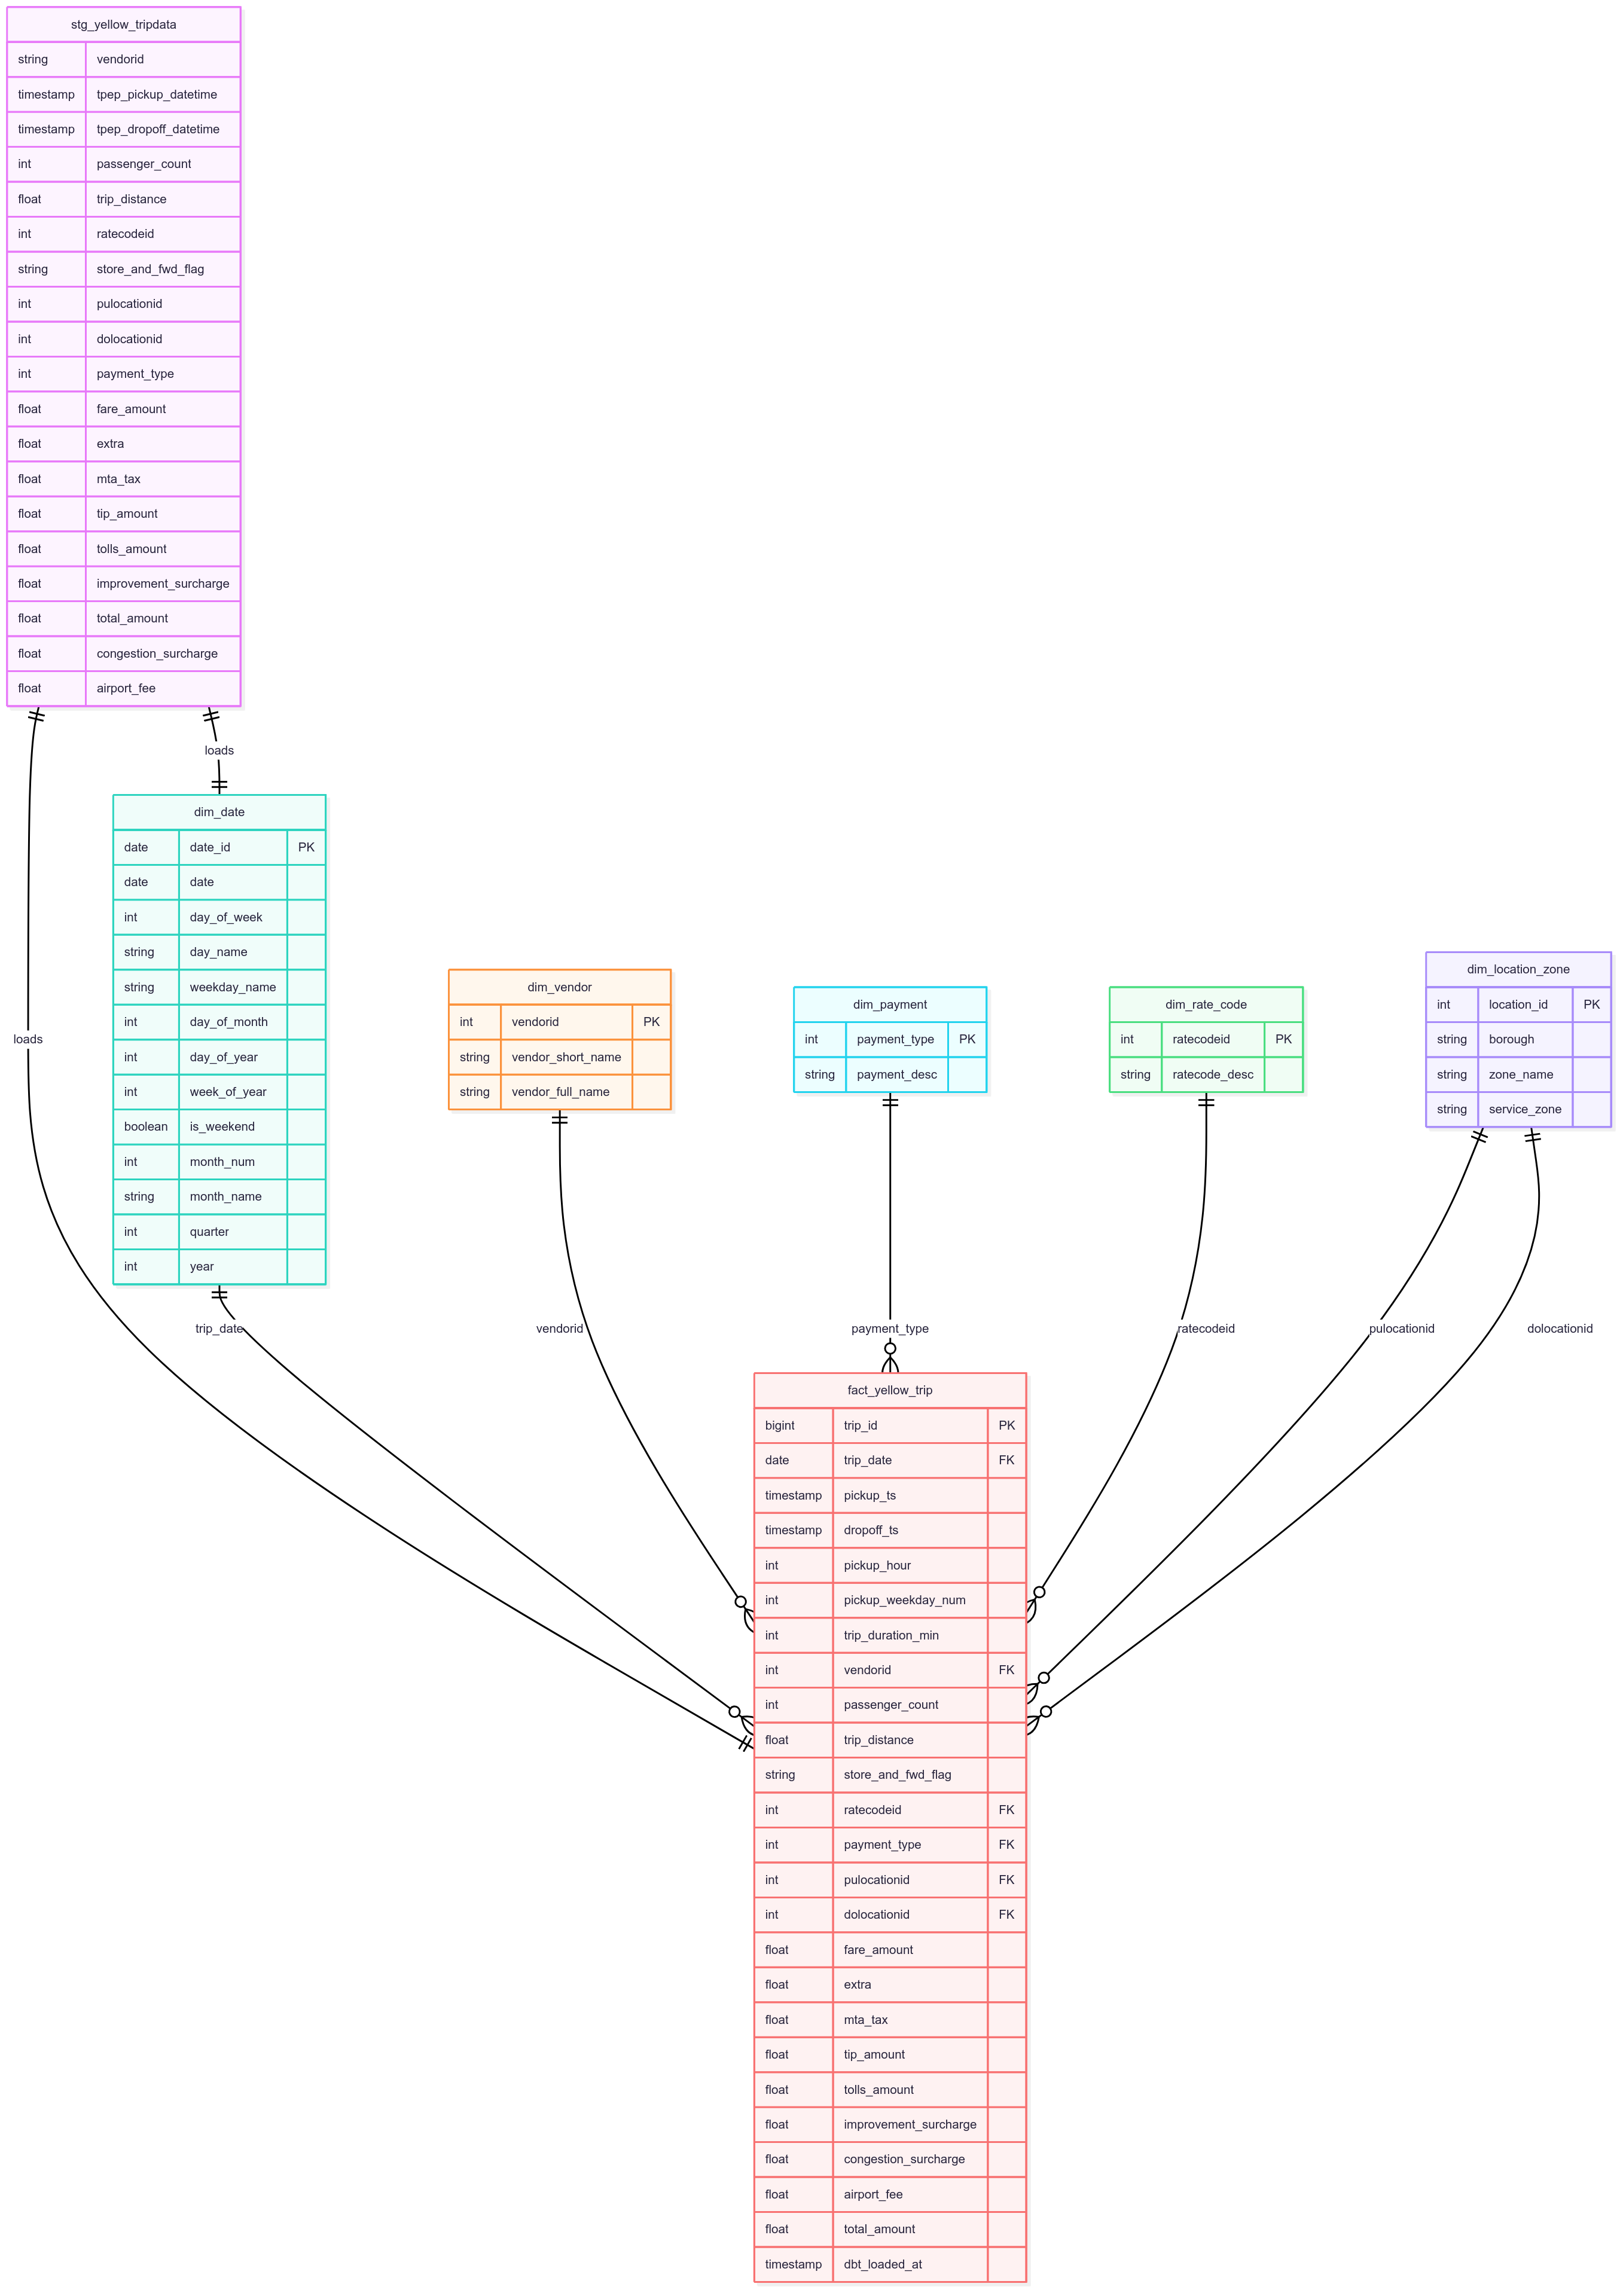 stg_yellow_tripdata
string vendorid
timestamp tpep_pickup_datetime
timestamp tpep_dropoff_datetime
int passenger_count
float trip_distance
int ratecodeid
string store_and_fwd_flag
int pulocationid
int dolocationid
int payment_type
float fare_amount
float extra
float mta_tax
float tip_amount
float tolls_amount
float improvement_surcharge
float total_amount
float congestion_surcharge
float airport_fee
loads
loads
dim_date
date date_id PK
date date
int day_of_week
string day_name
string weekday_name
int day_of_month
int day_of_year
int week_of_year
boolean is_weekend
int month_num
string month_name
int quarter
int year
dim_vendor
int vendorid PK
string vendor_short_name
string vendor_full_name
dim_payment
int payment_type PK
string payment_desc
dim_rate_code
int ratecodeid PK
string ratecode_desc
dim_location_zone
int location_id PK
string borough
string zone_name
string service_zone
trip_date
vendorid
payment_type
ratecodeid
pulocationid
dolocationid
fact_yellow_trip
bigint trip_id PK
date trip_date FK
timestamp pickup_ts
timestamp dropoff_ts
int pickup_hour
int pickup_weekday_num
int trip_duration_min
int vendorid FK
int passenger_count
float trip_distance
string store_and_fwd_flag
int ratecodeid FK
int payment_type FK
int pulocationid FK
int dolocationid FK
float fare_amount
float extra
float mta_tax
float tip_amount
float tolls_amount
float improvement_surcharge
float congestion_surcharge
float airport_fee
float total_amount
timestamp dbt_loaded_at